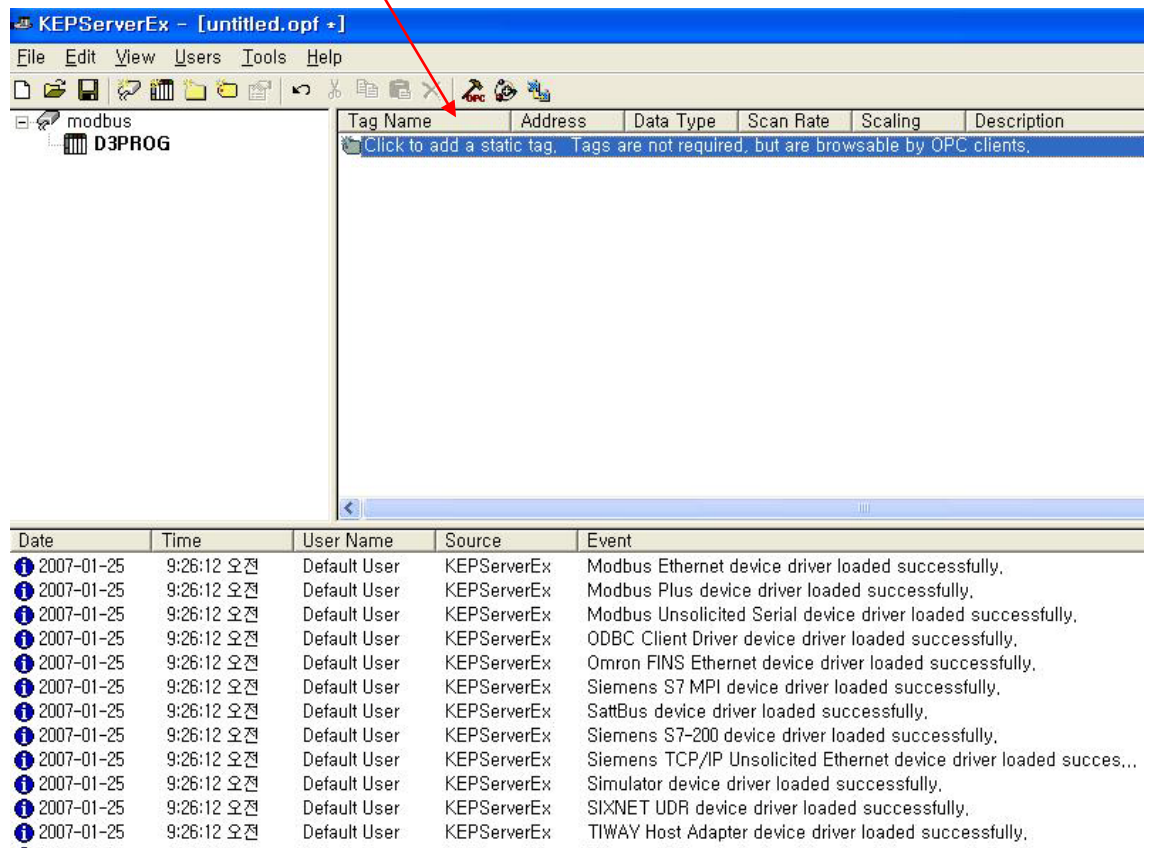 KEPServerEx - [untitled.opf *]
File Edit View Users Tools Help
OPC
modbus
D3PROG
Tag Name Address Data Type Scan Rate Scaling Description
Click to add a static tag. Tags are not required, but are browsable by OPC clients.
Date Time User Name Source Event
2007-01-25 9:26:12 오전 Default User KEPServerEx Modbus Ethernet device driver loaded successfully.
2007-01-25 9:26:12 오전 Default User KEPServerEx Modbus Plus device driver loaded successfully.
2007-01-25 9:26:12 오전 Default User KEPServerEx Modbus Unsolicited Serial device driver loaded successfully.
2007-01-25 9:26:12 오전 Default User KEPServerEx ODBC Client Driver device driver loaded successfully.
2007-01-25 9:26:12 오전 Default User KEPServerEx Omron FINS Ethernet device driver loaded successfully.
2007-01-25 9:26:12 오전 Default User KEPServerEx Siemens S7 MPI device driver loaded successfully.
2007-01-25 9:26:12 오전 Default User KEPServerEx SattBus device driver loaded successfully.
2007-01-25 9:26:12 오전 Default User KEPServerEx Siemens S7-200 device driver loaded successfully.
2007-01-25 9:26:12 오전 Default User KEPServerEx Siemens TCP/IP Unsolicited Ethernet device driver loaded succes...
2007-01-25 9:26:12 오전 Default User KEPServerEx Simulator device driver loaded successfully.
2007-01-25 9:26:12 오전 Default User KEPServerEx SIXNET UDR device driver loaded successfully.
2007-01-25 9:26:12 오전 Default User KEPServerEx TIWAY Host Adapter device driver loaded successfully.